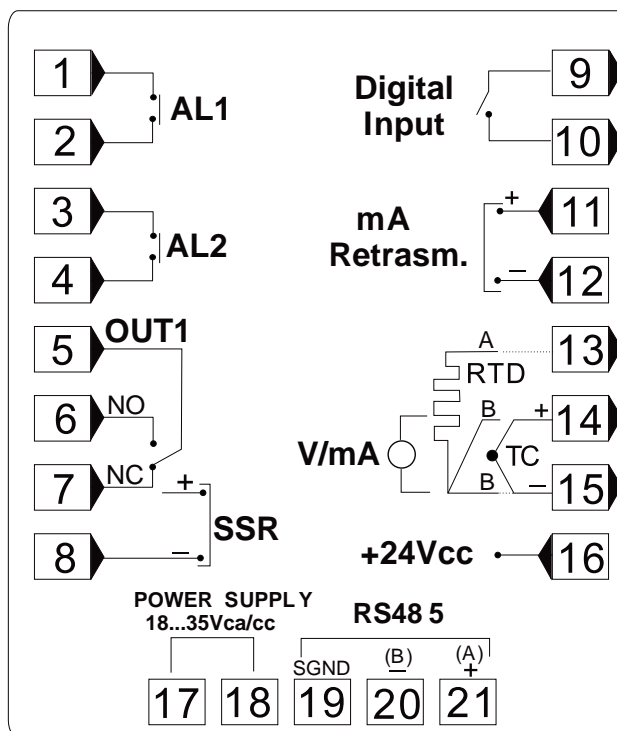 1
AL1
2
3
AL2
4
5
OUT1
6
NO
7
NC
+
SSR
8
–
9
Digital
Input
10
+
11
mA
Retrasm.
–
12
A
13
RTD
B
+
14
V/mA
TC
B
–
15
+24Vcc
16
POWER SUPPLY
18...35Vca/cc
RS48 5
SGND
(B)
–
(A)
+
17
18
19
20
21